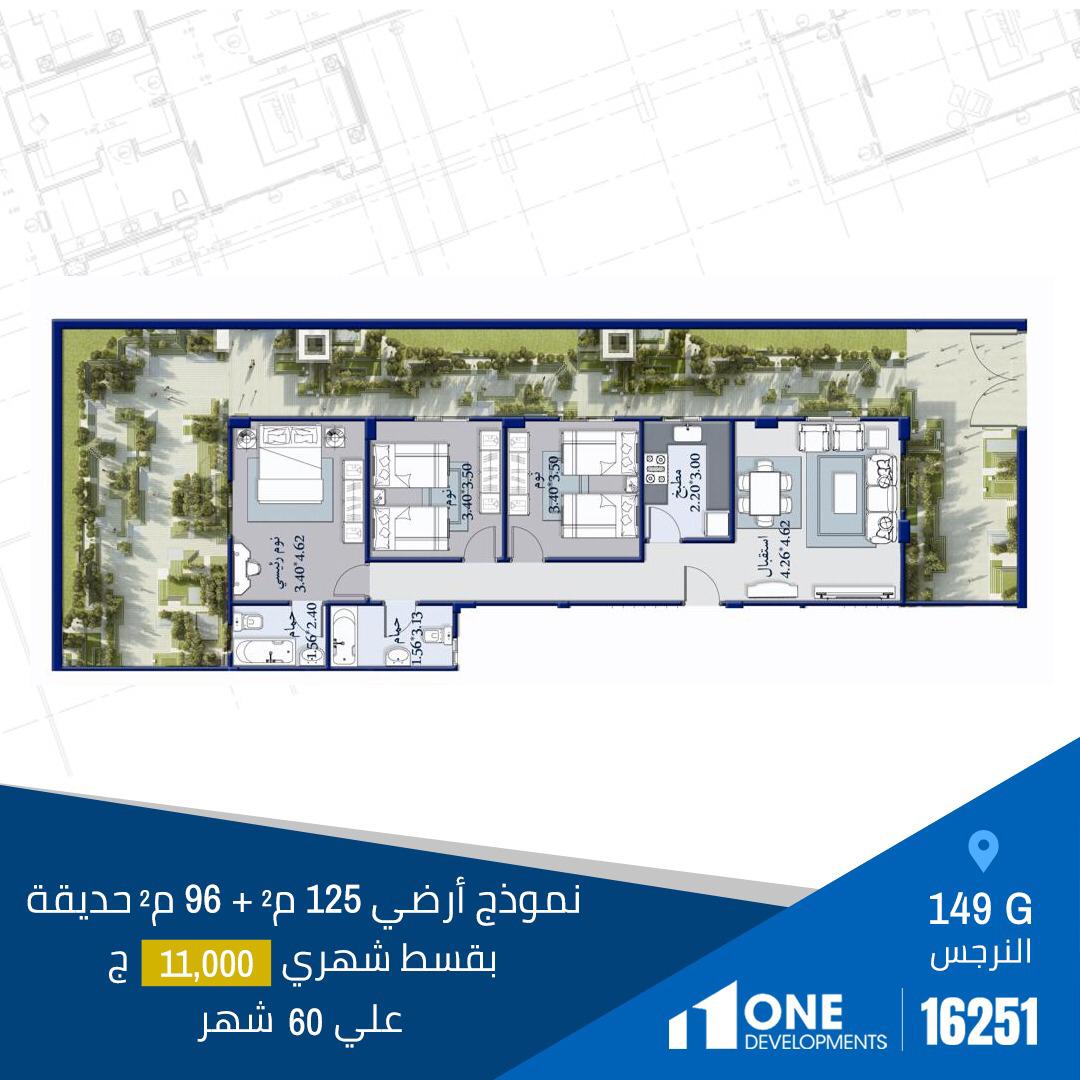 نوم رئيسي
3.40*4.62
نوم
3.40*3.50
نوم
3.40*3.50
مطبخ
2.20*3.00
استقبال
4.26*4.62
حمام
1.56*2.40
حمام
1.56*3.13
نموذج أرضي 125 م² + 96 م² حديقة
بقسط شهري 11,000 ج
علي 60 شهر
149 G
النرجس
ONE
DEVELOPMENTS
16251